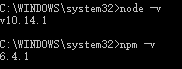 C:\WINDOWS\system32>node -v
v10.14.1
C:\WINDOWS\system32>npm -v
6.4.1